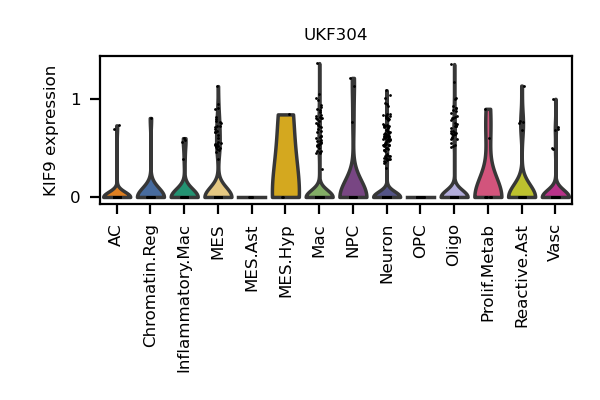 UKF304
KIF9 expression
1
0
AC
Chromatin.Reg
Inflammatory.Mac
MES
MES.Ast
MES.Hyp
Mac
NPC
Neuron
OPC
Oligo
Prolif.Metab
Reactive.Ast
Vasc